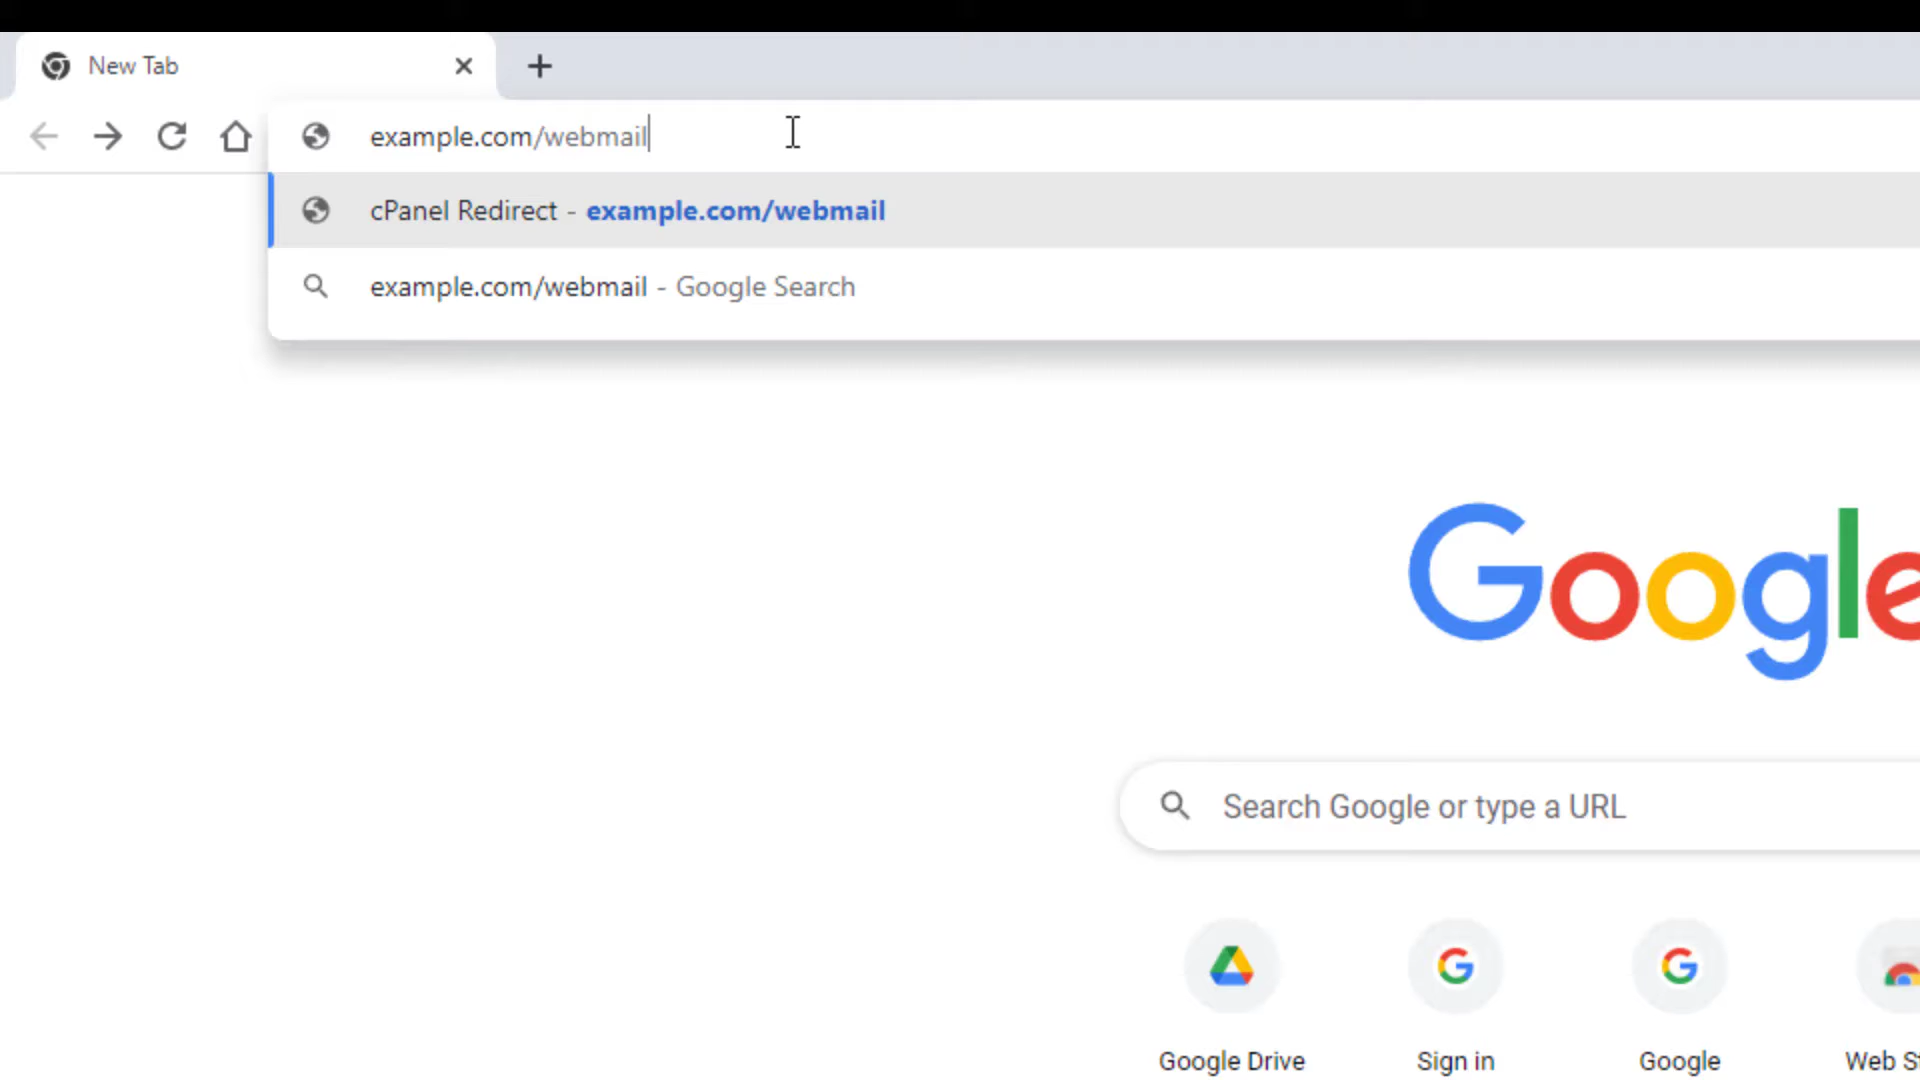 New Tab
example.com/webmail
cPanel Redirect - example.com/webmail
example.com/webmail - Google Search
Google
Search Google or type a URL
Google Drive
Sign in
Google
Web S